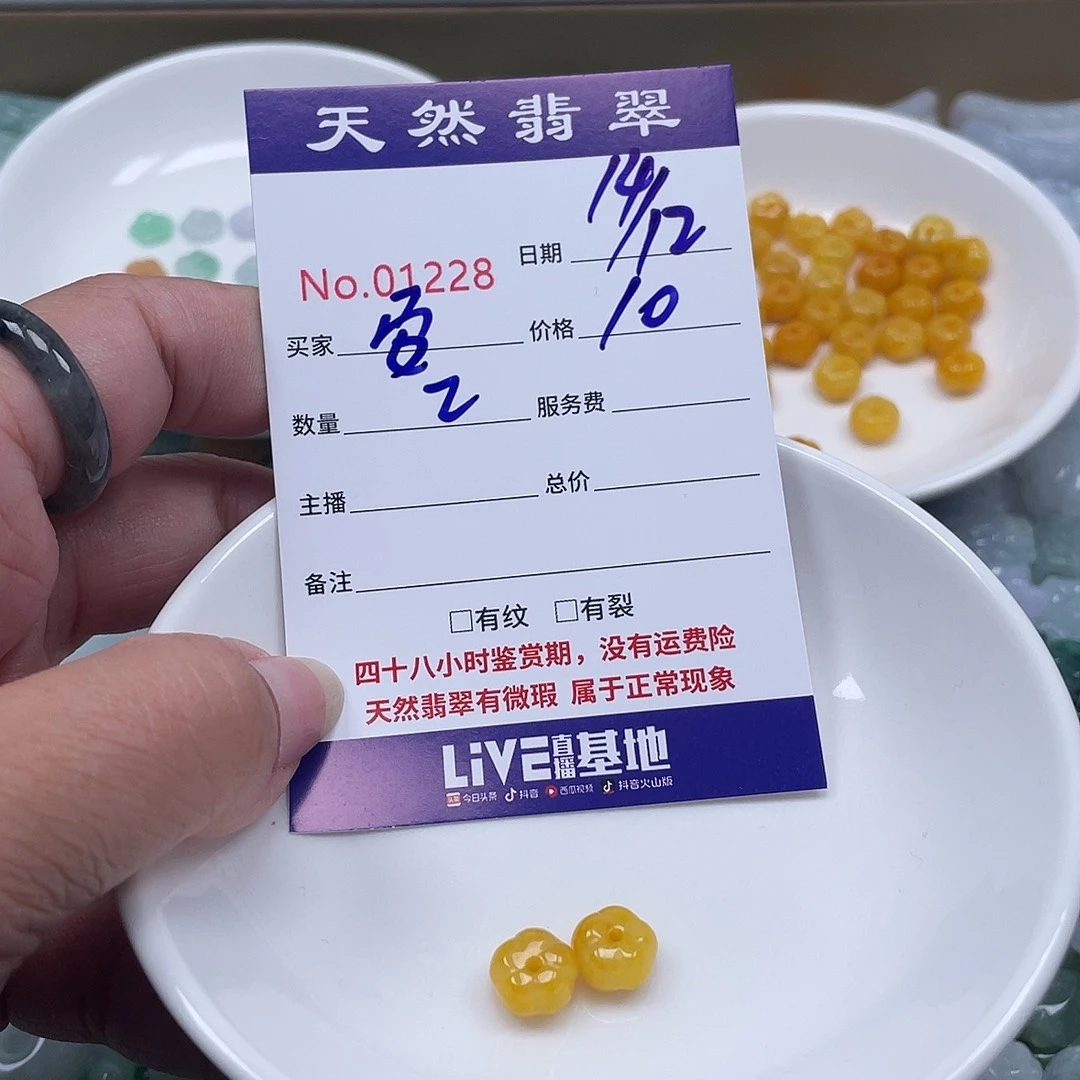 天然翡翠
日期 14/12
No.01228
买家 价格 10
数量 2 服务费
主播 总价
备注
□有纹 □有裂
四十八小时鉴赏期，没有运费险
天然翡翠有微瑕 属于正常现象
LiVE直播基地
头条 今日头条 抖音 西瓜视频 抖音火山版